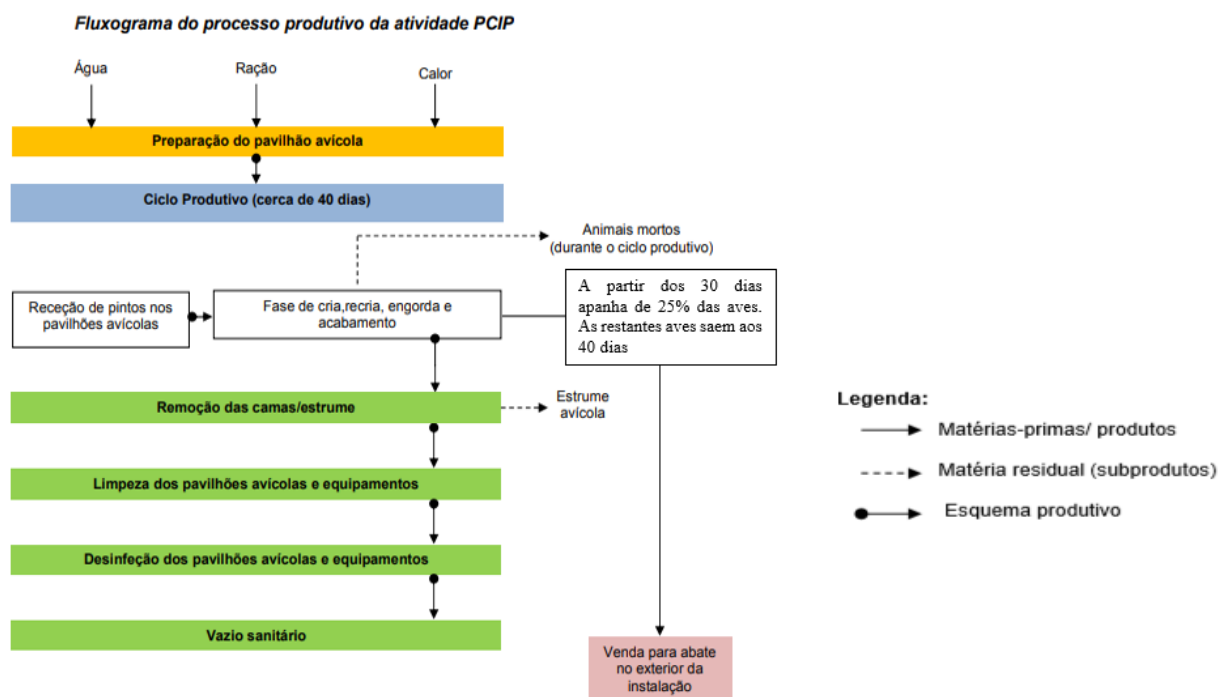 Fluxograma do processo produtivo da atividade PCIP
Água
Ração
Calor
Preparação do pavilhão avícola
Ciclo Produtivo (cerca de 40 dias)
Animais mortos
(durante o ciclo produtivo)
Receção de pintos nos
pavilhões avícolas
Fase de cria,recria, engorda e
acabamento
A partir dos 30 dias
apanha de 25% das aves.
As restantes aves saem aos
40 dias
Remoção das camas/estrume
Estrume
avícola
Limpeza dos pavilhões avícolas e equipamentos
Desinfeção dos pavilhões avícolas e equipamentos
Vazio sanitário
Venda para abate
no exterior da
instalação
Legenda:
Matérias-primas/ produtos
Matéria residual (subprodutos)
Esquema produtivo